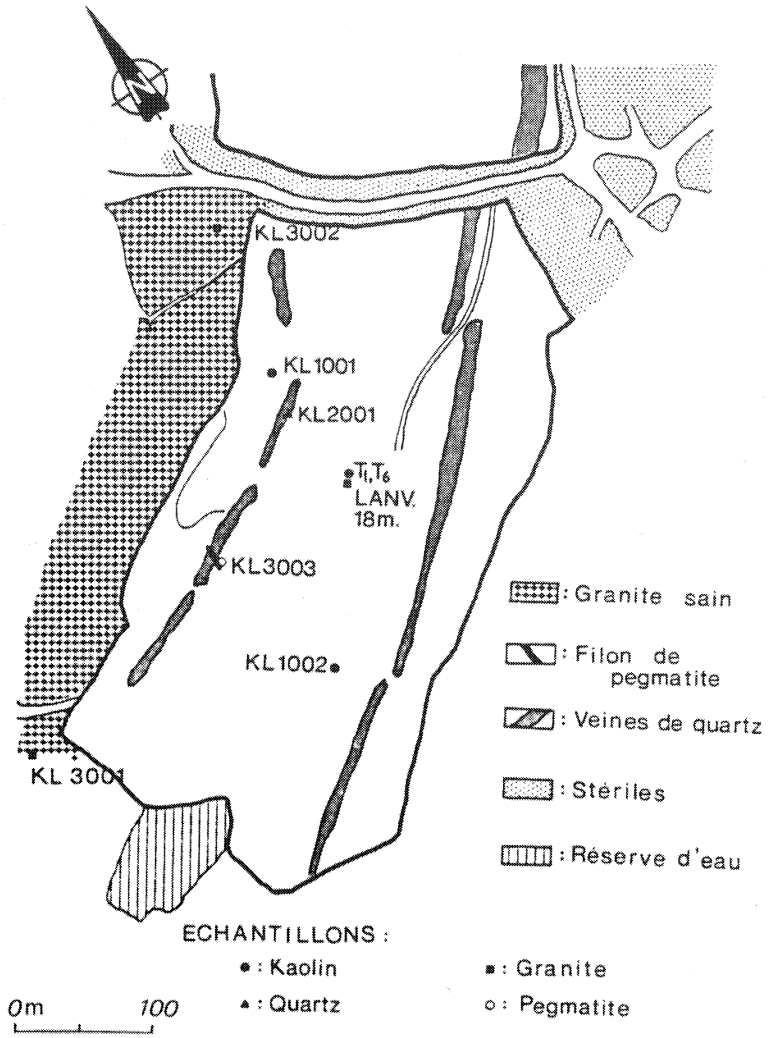 N
KL3002
KL1001
KL2001
T1,T6
LANV.
18m.
KL3003
KL1002
KL 3001
: Granite sain
: Filon de
pegmatite
: Veines de quartz
: Stériles
: Réserve d'eau
ECHANTILLONS :
● : Kaolin
■ : Granite
▲ : Quartz
○ : Pegmatite
0m 100